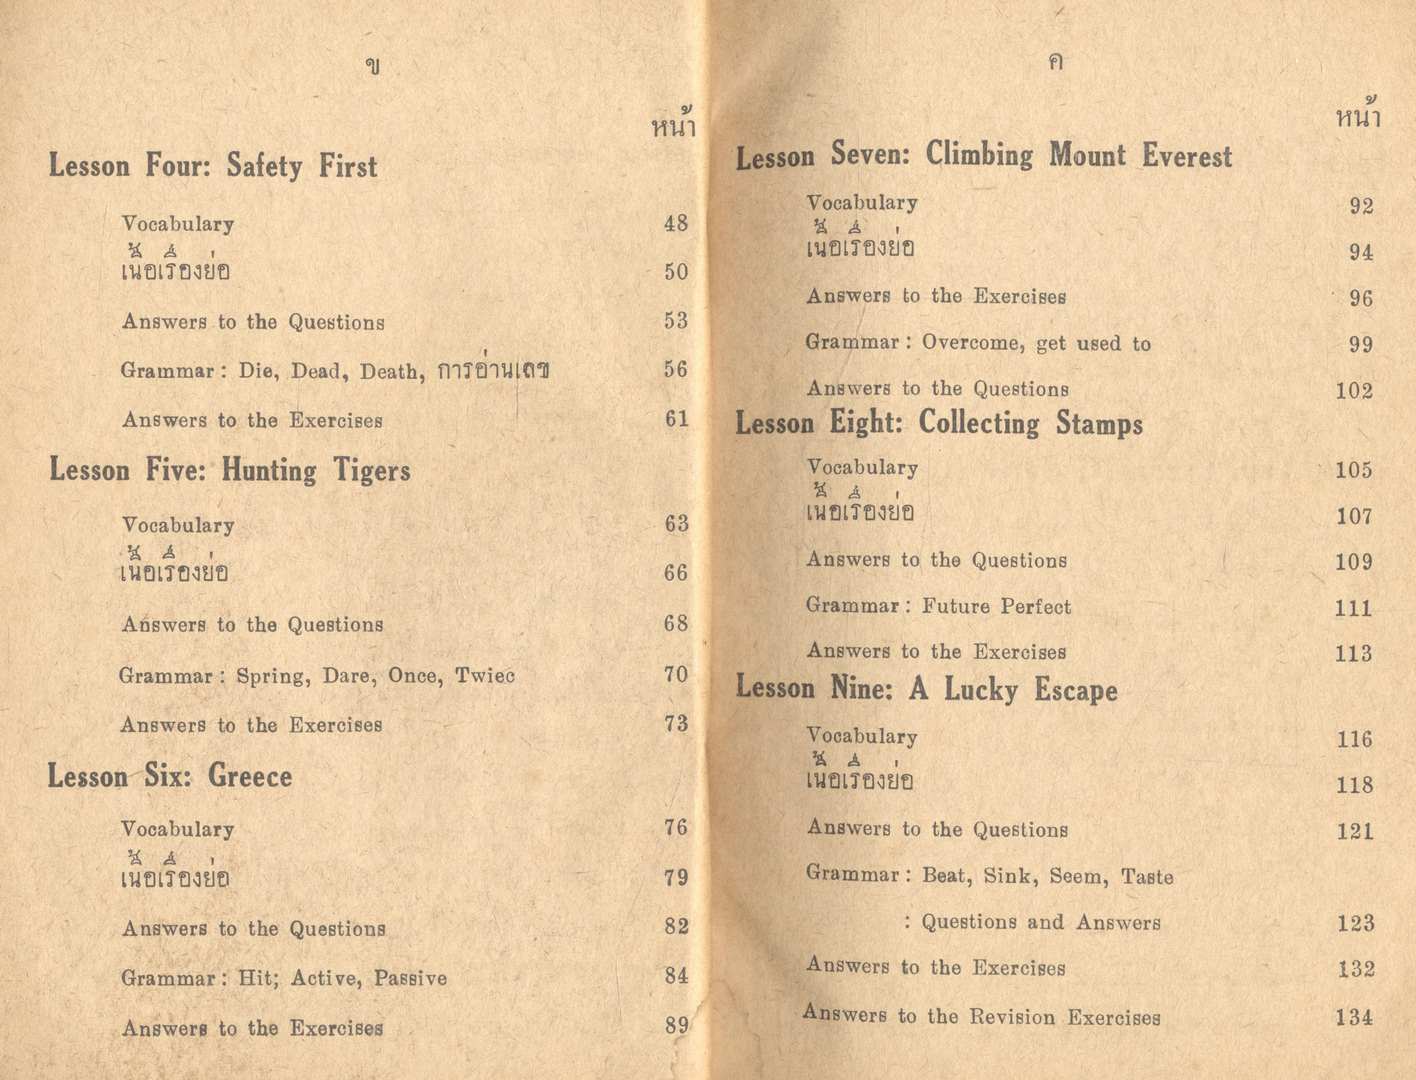 ข
หน้า
Lesson Four: Safety First
Vocabulary 48
เนื้อเรื่องย่อ 50
Answers to the Questions 53
Grammar: Die, Dead, Death, การอ่านเลข 56
Answers to the Exercises 61
Lesson Five: Hunting Tigers
Vocabulary 63
เนื้อเรื่องย่อ 66
Answers to the Questions 68
Grammar: Spring, Dare, Once, Twiec 70
Answers to the Exercises 73
Lesson Six: Greece
Vocabulary 76
เนื้อเรื่องย่อ 79
Answers to the Questions 82
Grammar: Hit; Active, Passive 84
Answers to the Exercises 89
ค
หน้า
Lesson Seven: Climbing Mount Everest
Vocabulary 92
เนื้อเรื่องย่อ 94
Answers to the Exercises 96
Grammar: Overcome, get used to 99
Answers to the Questions 102
Lesson Eight: Collecting Stamps
Vocabulary 105
เนื้อเรื่องย่อ 107
Answers to the Questions 109
Grammar: Future Perfect 111
Answers to the Exercises 113
Lesson Nine: A Lucky Escape
Vocabulary 116
เนื้อเรื่องย่อ 118
Answers to the Questions 121
Grammar: Beat, Sink, Seem, Taste
: Questions and Answers 123
Answers to the Exercises 132
Answers to the Revision Exercises 134